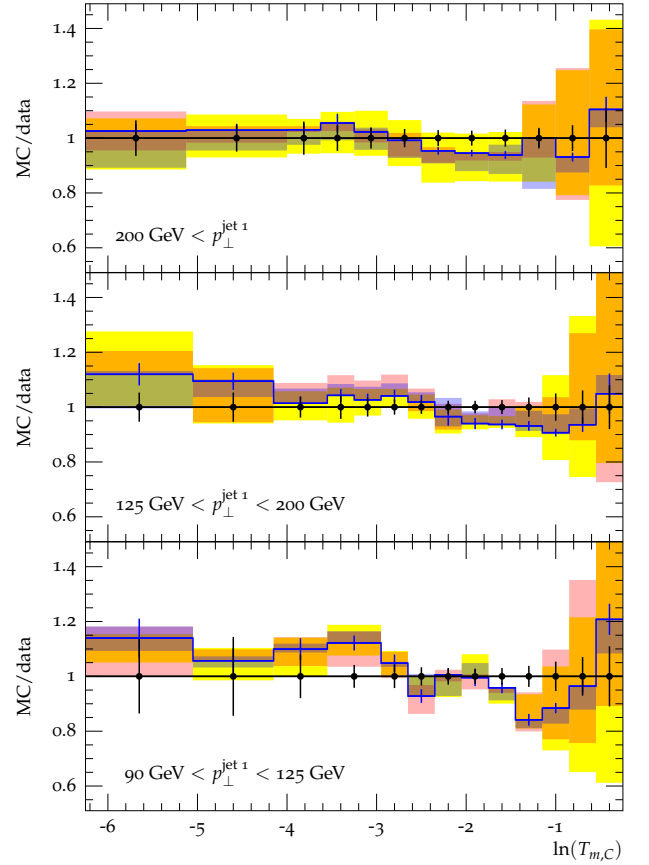 1.4
1.2
1
0.8
0.6
MC/data
200 GeV < p⊥^jet 1
1.4
1.2
1
0.8
0.6
MC/data
125 GeV < p⊥^jet 1 < 200 GeV
1.4
1.2
1
0.8
0.6
MC/data
90 GeV < p⊥^jet 1 < 125 GeV
-6 -5 -4 -3 -2 -1
ln(T_m,C)